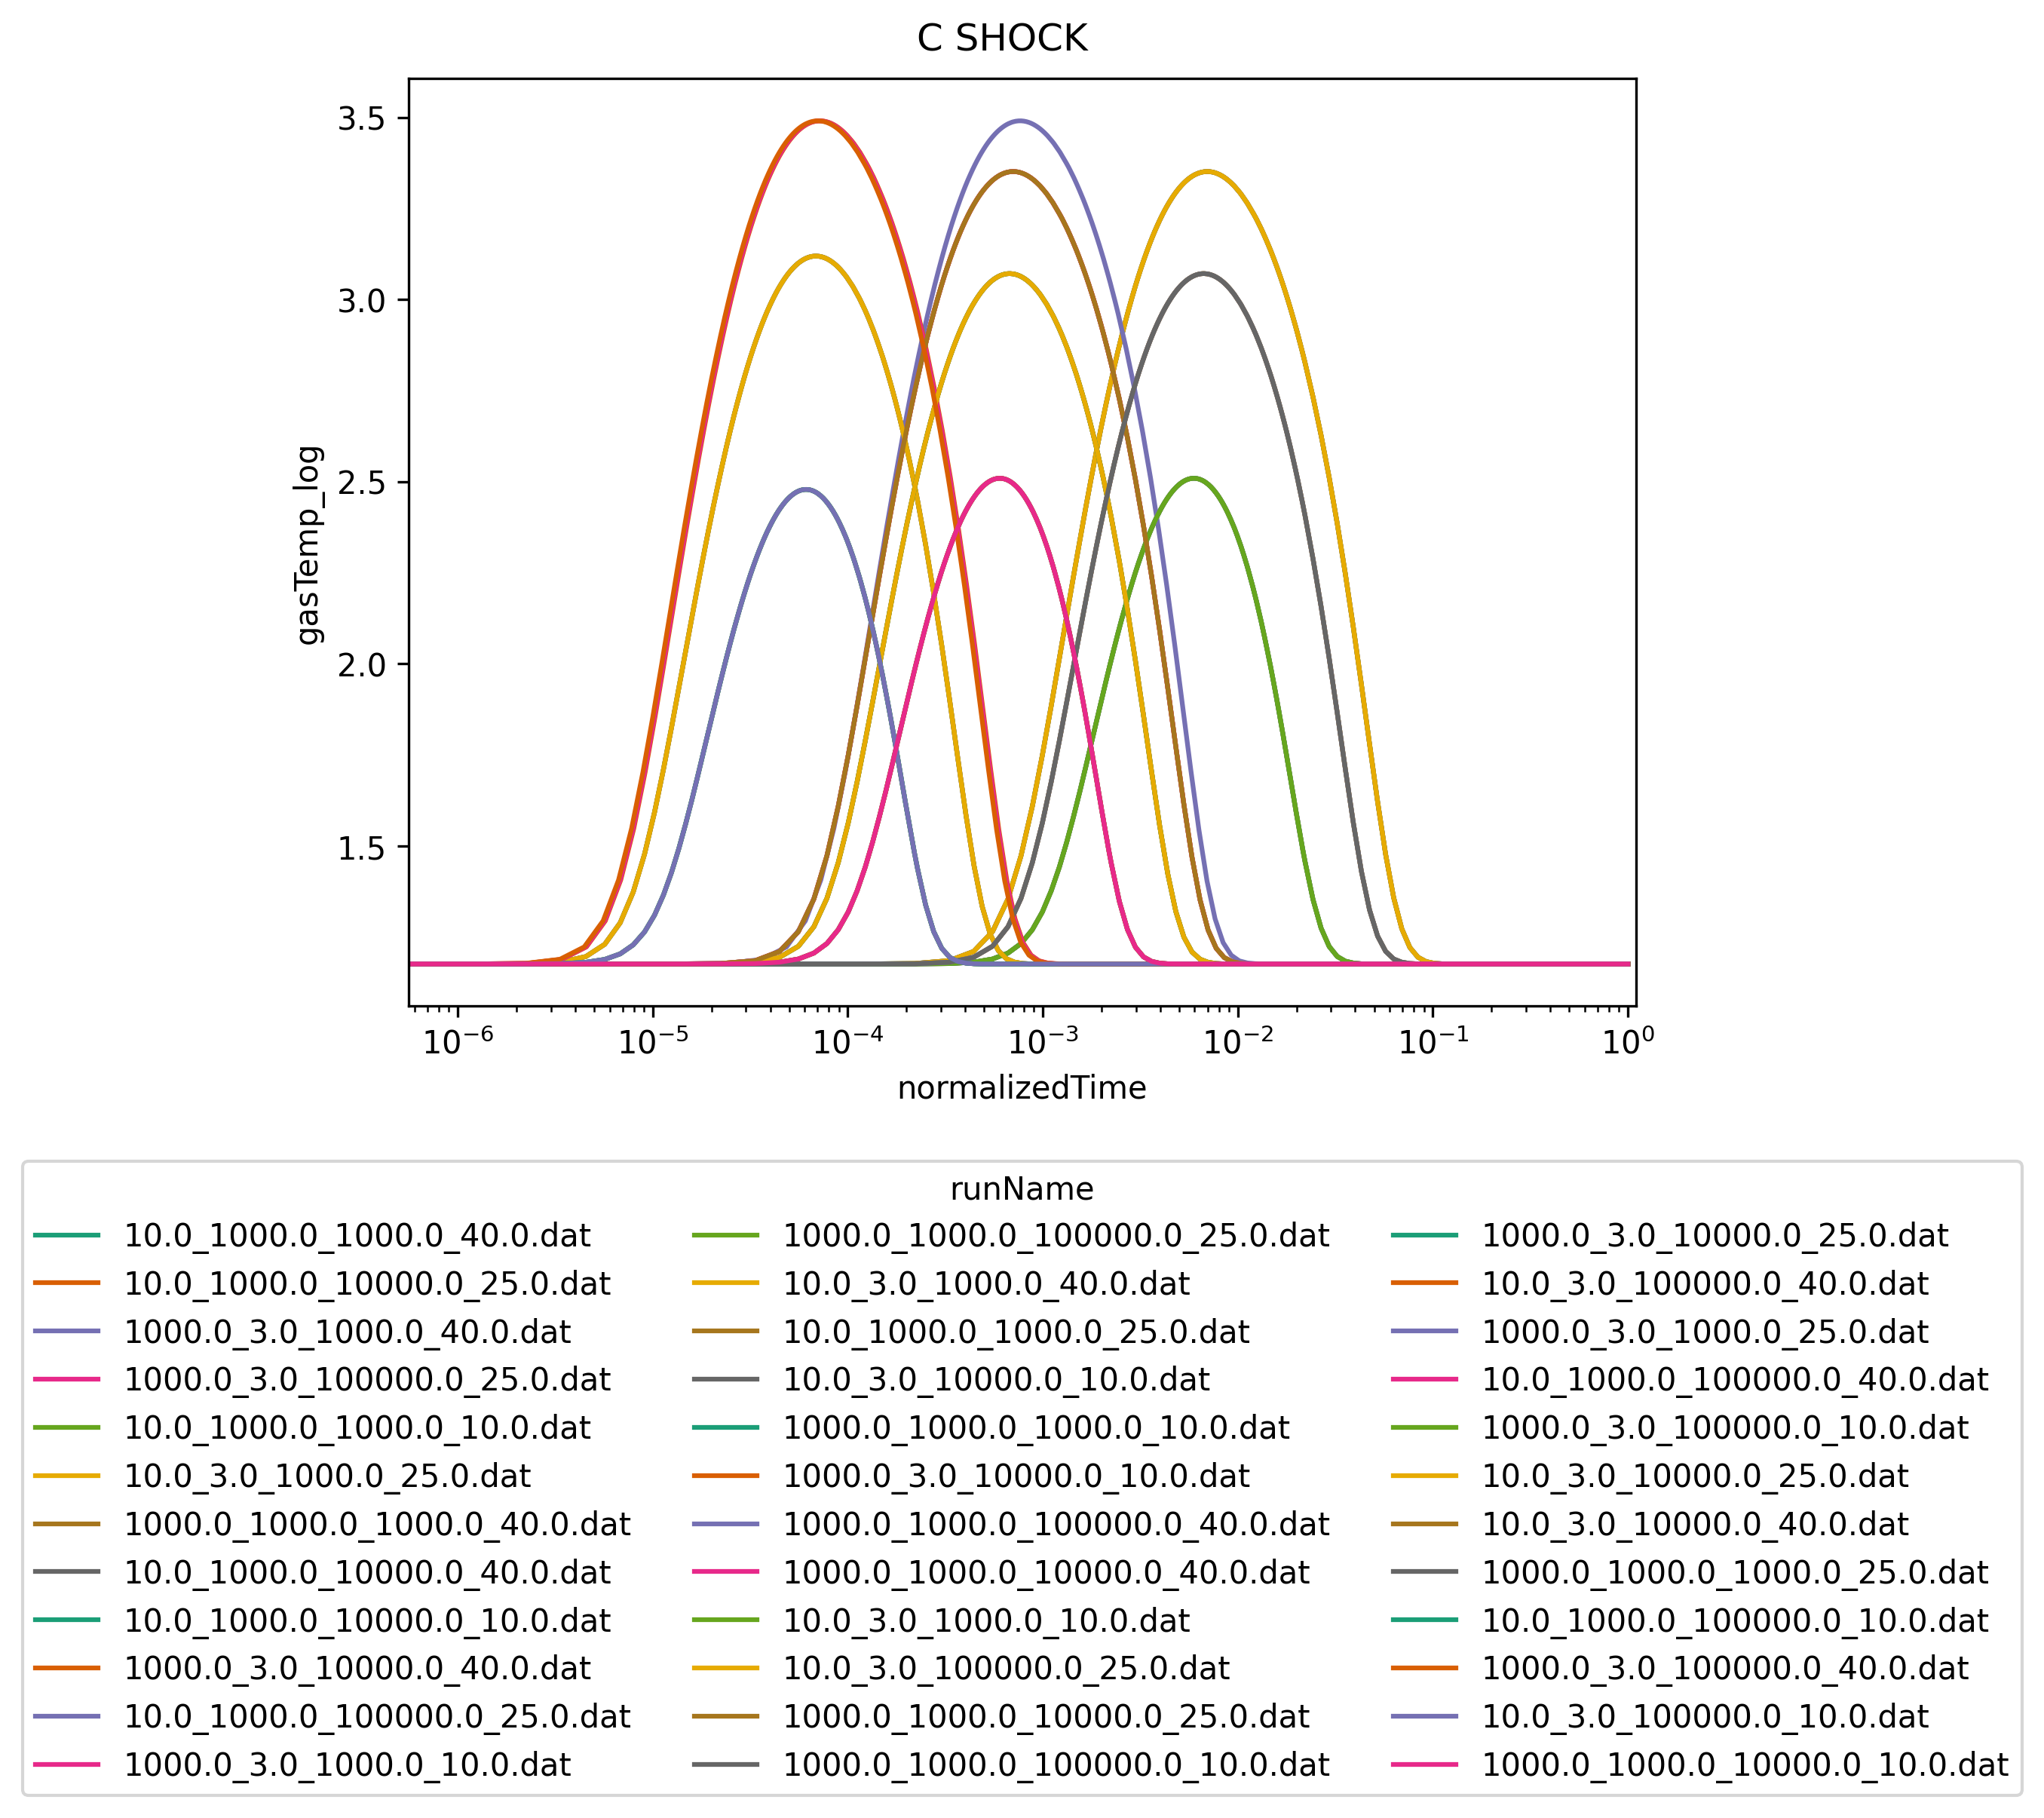 C SHOCK
3.5
3.0
2.5
2.0
1.5
gasTemp_log
10⁻⁶ 10⁻⁵ 10⁻⁴ 10⁻³ 10⁻² 10⁻¹ 10⁰
normalizedTime
runName
10.0_1000.0_1000.0_40.0.dat
10.0_1000.0_10000.0_25.0.dat
1000.0_3.0_1000.0_40.0.dat
1000.0_3.0_100000.0_25.0.dat
10.0_1000.0_1000.0_10.0.dat
10.0_3.0_1000.0_25.0.dat
1000.0_1000.0_1000.0_40.0.dat
10.0_1000.0_10000.0_40.0.dat
10.0_1000.0_10000.0_10.0.dat
1000.0_3.0_10000.0_40.0.dat
10.0_1000.0_100000.0_25.0.dat
1000.0_3.0_1000.0_10.0.dat
1000.0_1000.0_100000.0_25.0.dat
10.0_3.0_1000.0_40.0.dat
10.0_1000.0_1000.0_25.0.dat
10.0_3.0_10000.0_10.0.dat
1000.0_1000.0_1000.0_10.0.dat
1000.0_3.0_10000.0_10.0.dat
1000.0_1000.0_100000.0_40.0.dat
1000.0_1000.0_10000.0_40.0.dat
10.0_3.0_1000.0_10.0.dat
10.0_3.0_100000.0_25.0.dat
1000.0_1000.0_10000.0_25.0.dat
1000.0_1000.0_100000.0_10.0.dat
1000.0_3.0_10000.0_25.0.dat
10.0_3.0_100000.0_40.0.dat
1000.0_3.0_1000.0_25.0.dat
10.0_1000.0_100000.0_40.0.dat
1000.0_3.0_100000.0_10.0.dat
10.0_3.0_10000.0_25.0.dat
10.0_3.0_10000.0_40.0.dat
1000.0_1000.0_1000.0_25.0.dat
10.0_1000.0_100000.0_10.0.dat
1000.0_3.0_100000.0_40.0.dat
10.0_3.0_100000.0_10.0.dat
1000.0_1000.0_10000.0_10.0.dat